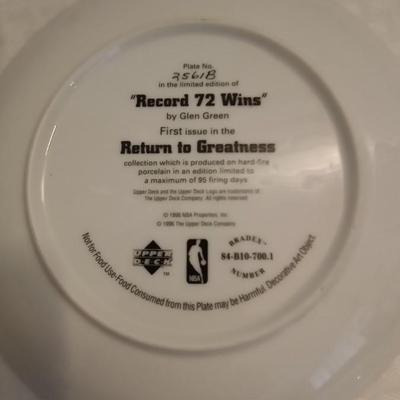 Plate No.
2561B
in the limited edition of
"Record 72 Wins"
by Glen Green
First issue in the
Return to Greatness
collection which is produced on hard-fire
porcelain in an edition limited to
a maximum of 95 firing days
Upper Deck and the Upper Deck Logo are trademarks of
The Upper Deck Company. All rights reserved
© 1996 NBA Properties, Inc.
© 1996 The Upper Deck Company
UPPER
DECK
TM
NBA
BRADEX
84-B10-700.1
NUMBER
Not for Food Use-Food Consumed from this Plate may be Harmful. Decorative Art Object